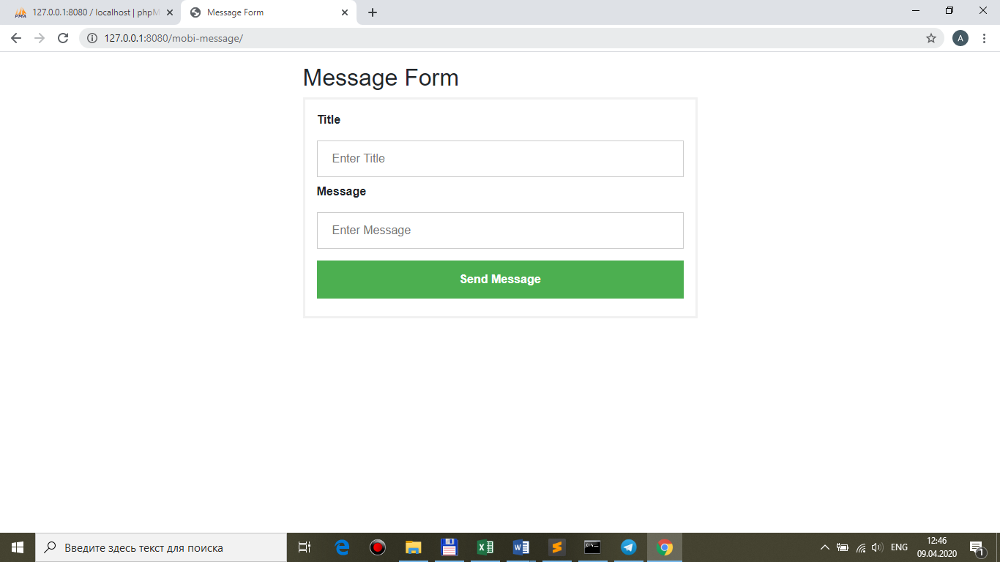 127.0.0.1:8080 / localhost | phpM
Message Form
127.0.0.1:8080/mobi-message/
A
Message Form
Title
Enter Title
Message
Enter Message
Send Message
Введите здесь текст для поиска
ENG
12:46
09.04.2020
1